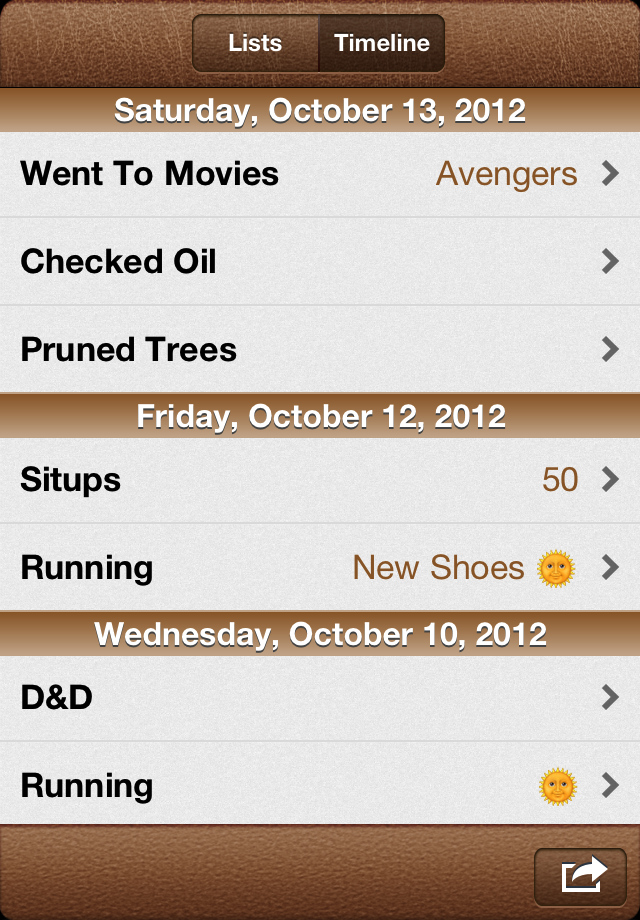 Lists Timeline
Saturday, October 13, 2012
Went To Movies Avengers
Checked Oil
Pruned Trees
Friday, October 12, 2012
Situps 50
Running New Shoes 🌞
Wednesday, October 10, 2012
D&D
Running 🌞